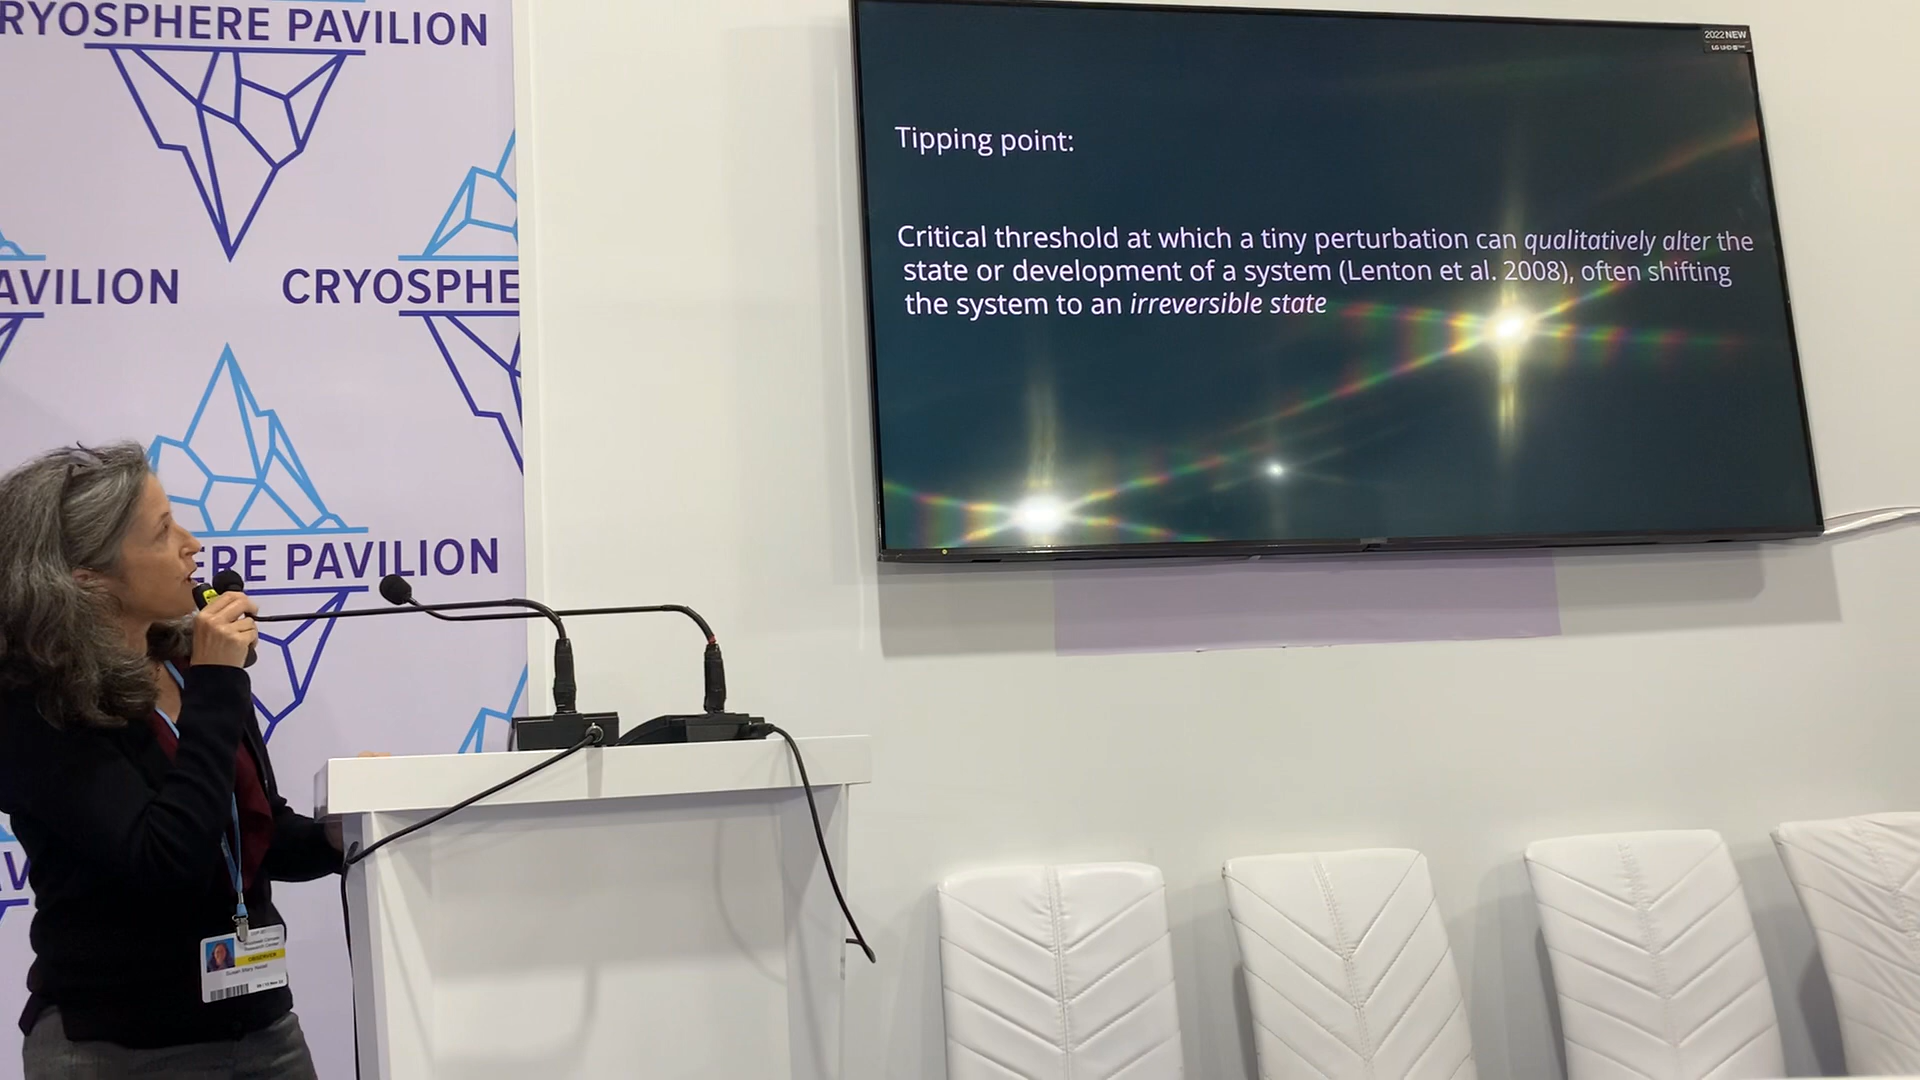 RYOSPHERE PAVILION
AVILION
CRYOSPHE
ERE PAVILION
2022 NEW
Tipping point:
Critical threshold at which a tiny perturbation can qualitatively alter the
state or development of a system (Lenton et al. 2008), often shifting
the system to an irreversible state
OBSERVER